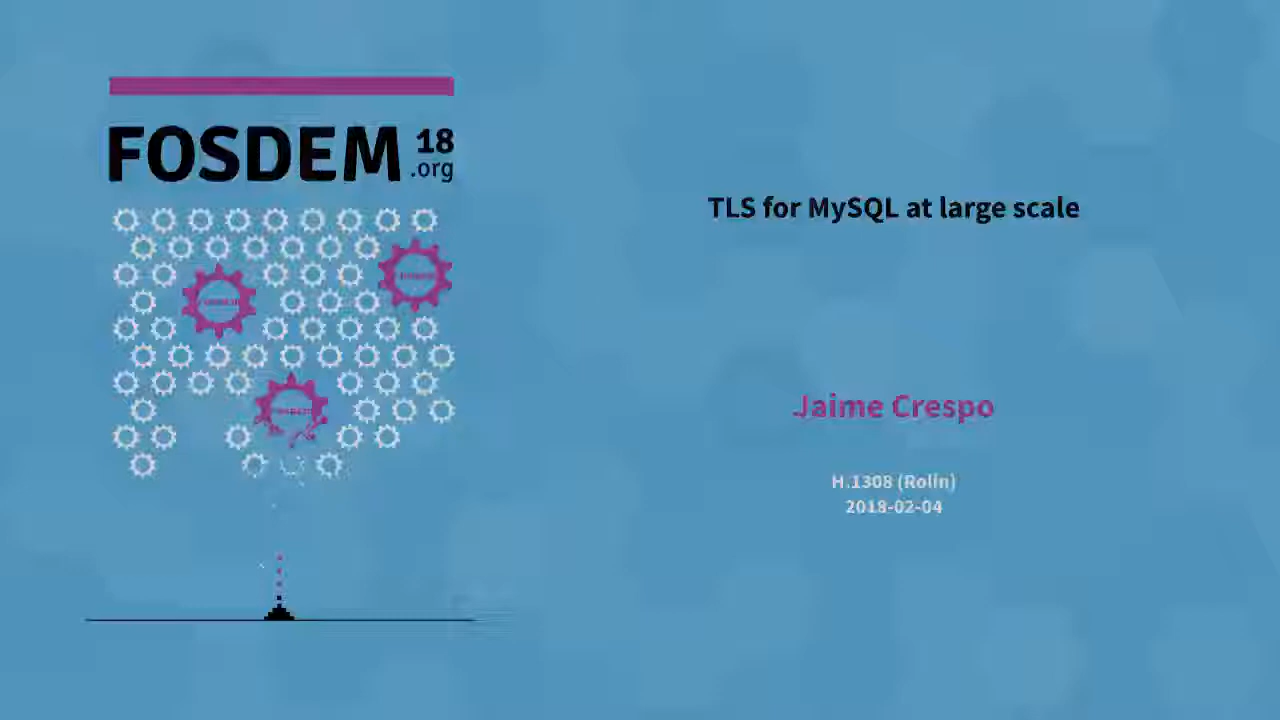 FOSDEM 18
.org
TLS for MySQL at large scale
Jaime Crespo
H.1308 (Rolin)
2018-02-04